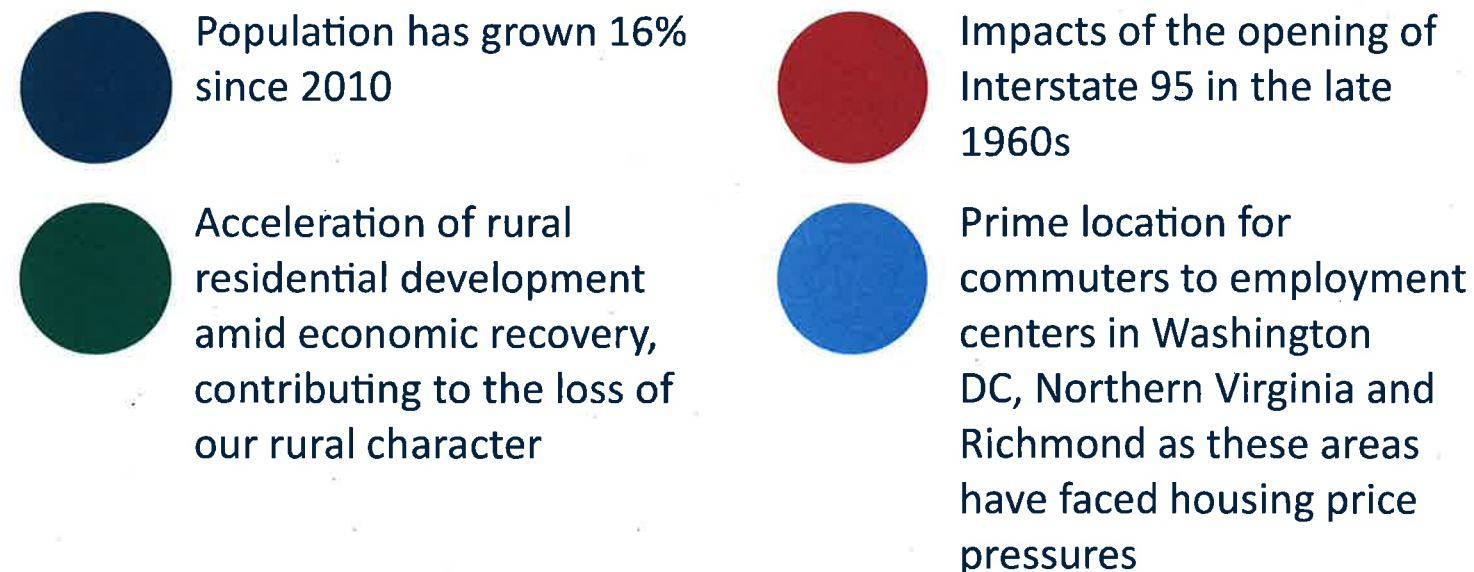 Population has grown 16%
since 2010
Acceleration of rural
residential development
amid economic recovery,
contributing to the loss of
our rural character
Impacts of the opening of
Interstate 95 in the late
1960s
Prime location for
commuters to employment
centers in Washington
DC, Northern Virginia and
Richmond as these areas
have faced housing price
pressures